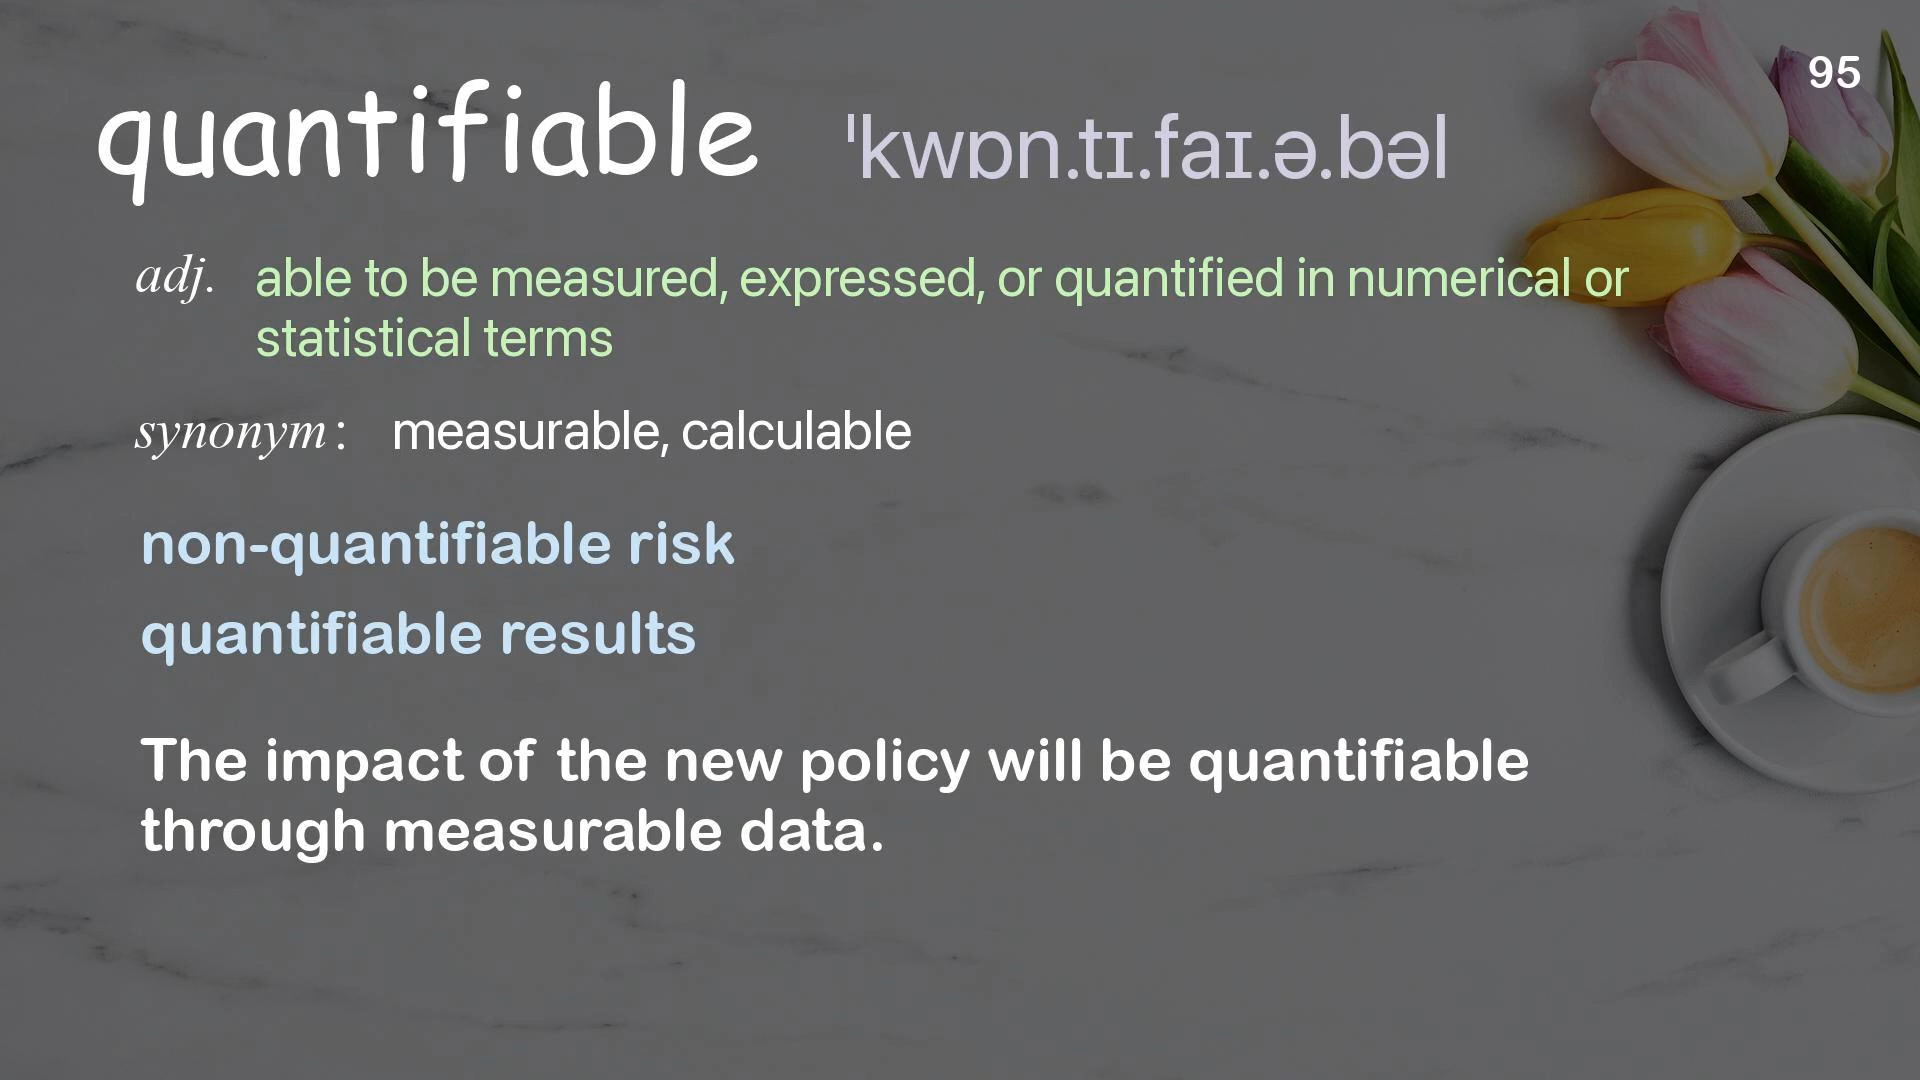 95
quantifiable ˈkwɒn.tɪ.faɪ.ə.bəl
adj. able to be measured, expressed, or quantified in numerical or
statistical terms
synonym: measurable, calculable
non-quantifiable risk
quantifiable results
The impact of the new policy will be quantifiable
through measurable data.